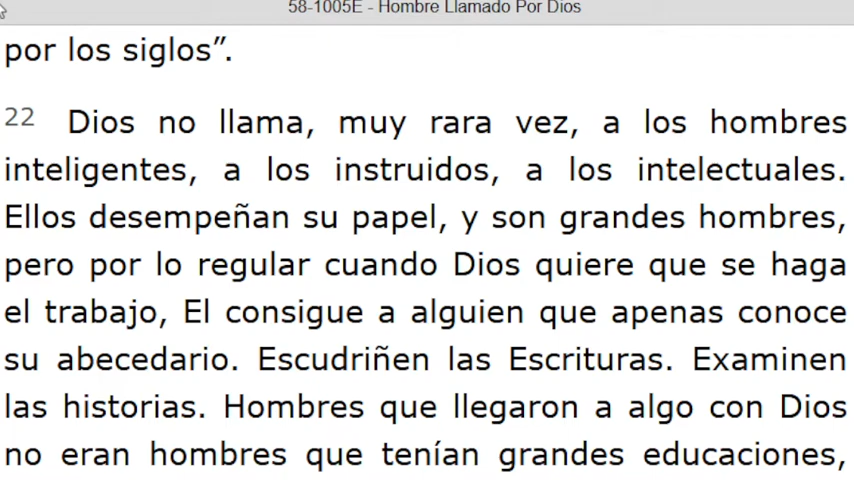 58-1005E - Hombre Llamado Por Dios
por los siglos”.
22 Dios no llama, muy rara vez, a los hombres
inteligentes, a los instruidos, a los intelectuales.
Ellos desempeñan su papel, y son grandes hombres,
pero por lo regular cuando Dios quiere que se haga
el trabajo, El consigue a alguien que apenas conoce
su abecedario. Escudriñen las Escrituras. Examinen
las historias. Hombres que llegaron a algo con Dios
no eran hombres que tenían grandes educaciones,